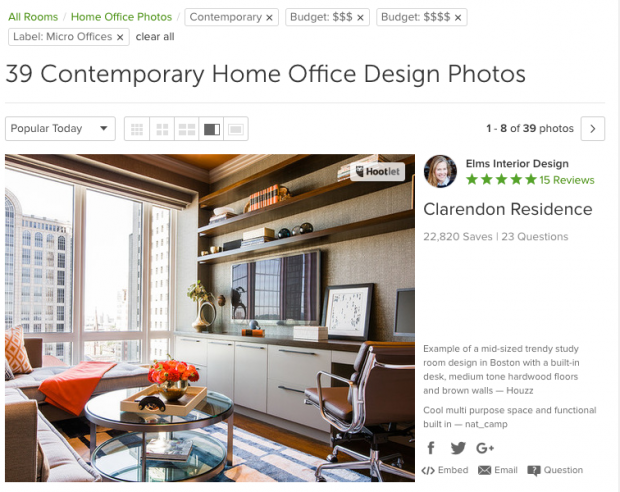 All Rooms / Home Office Photos / Contemporary × Budget: $$$ × Budget: $$$$ ×
Label: Micro Offices × clear all
39 Contemporary Home Office Design Photos
Popular Today
1 - 8 of 39 photos
Hootlet
Elms Interior Design
15 Reviews
Clarendon Residence
22,820 Saves | 23 Questions
Example of a mid-sized trendy study
room design in Boston with a built-in
desk, medium tone hardwood floors
and brown walls — Houzz
Cool multi purpose space and functional
built in — nat_camp
f G+
</> Embed Email ? Question